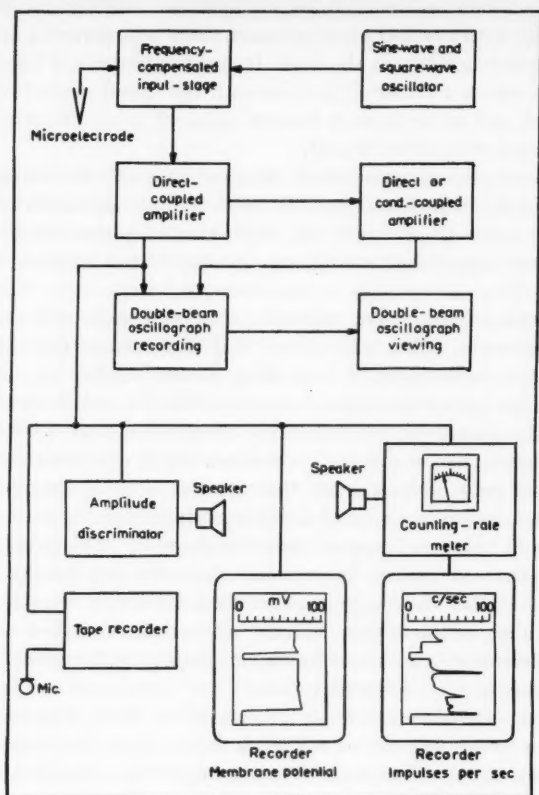 Frequency-
compensated
input-stage
Sine-wave and
square-wave
oscillator
Microelectrode
Direct-
coupled
amplifier
Direct or
cond.-coupled
amplifier
Double-beam
oscillograph
recording
Double-beam
oscillograph
viewing
Amplitude
discriminator
Speaker
Speaker
Counting-rate
meter
Tape recorder
Mic.
mV
0 100
c/sec
0 100
Recorder
Membrane potential
Recorder
Impulses per sec